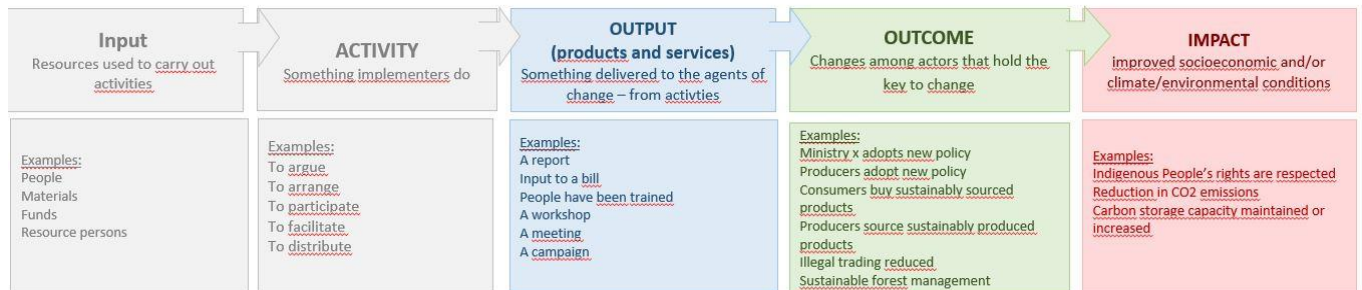 Input
Resources used to carry out
activities
ACTIVITY
Something implementers do
OUTPUT
(products and services)
Something delivered to the agents of
change – from activties
OUTCOME
Changes among actors that hold the
key to change
IMPACT
improved socioeconomic and/or
climate/environmental conditions
Examples:
People
Materials
Funds
Resource persons
Examples:
To argue
To arrange
To participate
To facilitate
To distribute
Examples:
A report
Input to a bill
People have been trained
A workshop
A meeting
A campaign
Examples:
Ministry x adopts new policy
Producers adopt new policy
Consumers buy sustainably sourced
products
Producers source sustainably produced
products
Illegal trading reduced
Sustainable forest management
Examples:
Indigenous People's rights are respected
Reduction in CO2 emissions
Carbon storage capacity maintained or
increased